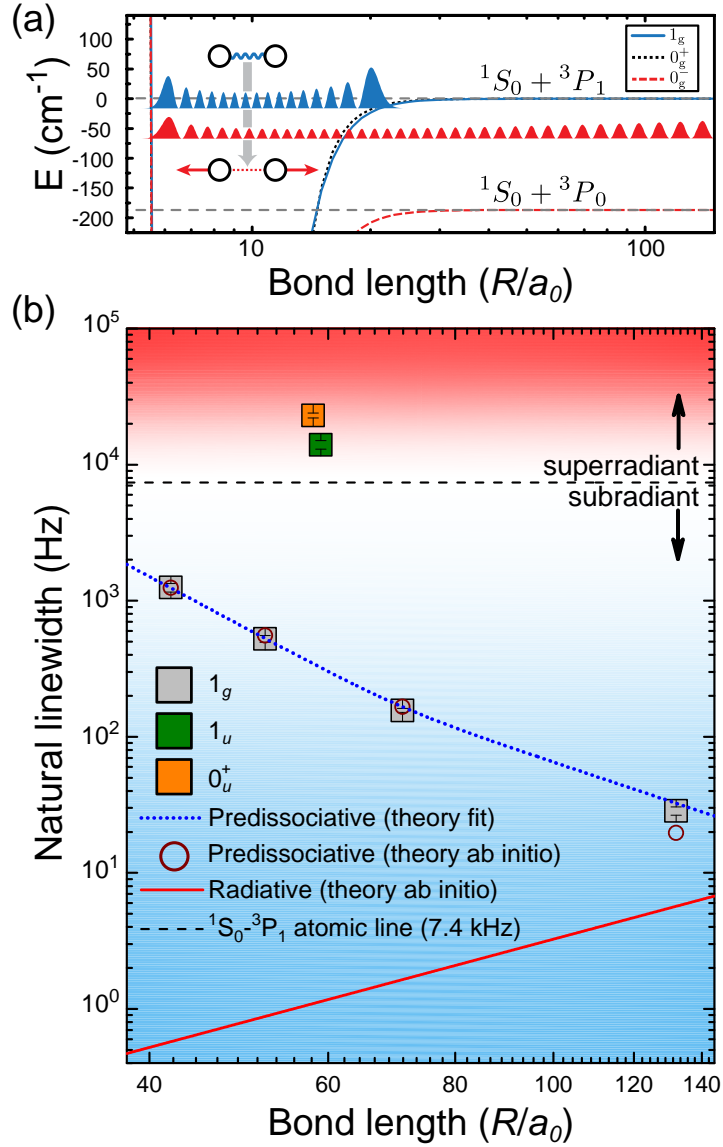 (a)
E (cm⁻¹)
100
50
0
-50
-100
-150
-200
1g
0g⁺
0g⁻
¹S₀ + ³P₁
¹S₀ + ³P₀
10
100
Bond length (R/a₀)
(b)
Natural linewidth (Hz)
10⁵
10⁴
10³
10²
10¹
10⁰
superradiant
subradiant
1g
1u
0u⁺
Predissociative (theory fit)
Predissociative (theory ab initio)
Radiative (theory ab initio)
¹S₀-³P₁ atomic line (7.4 kHz)
40
60
80
100
120
140
Bond length (R/a₀)